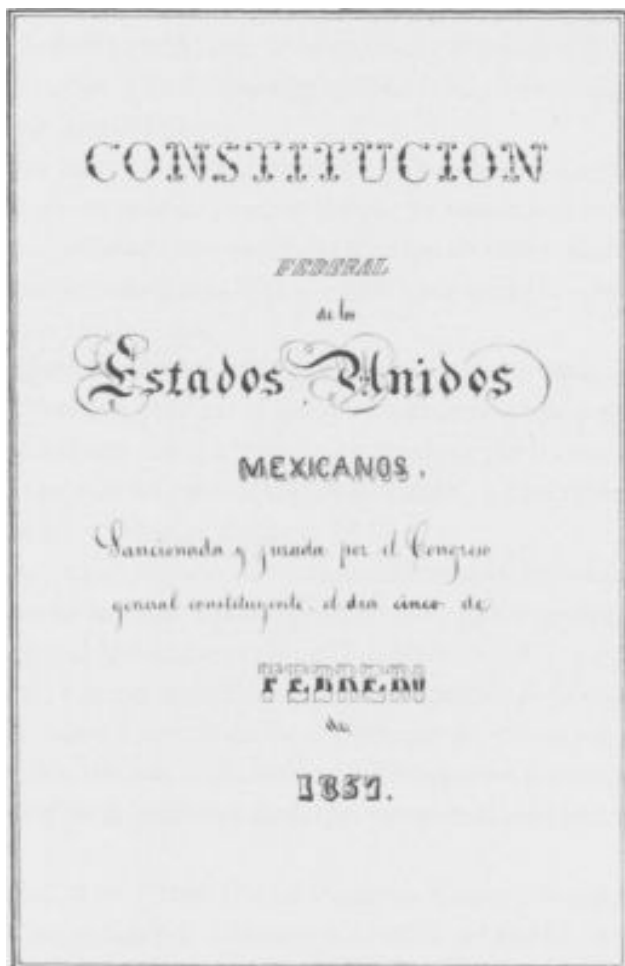 CONSTITUCION
FEDERAL
de los
Estados Unidos
MEXICANOS.
Sancionada y jurada por el Congreso
general constituyente el dia cinco de
FEBRERO
de
1857.